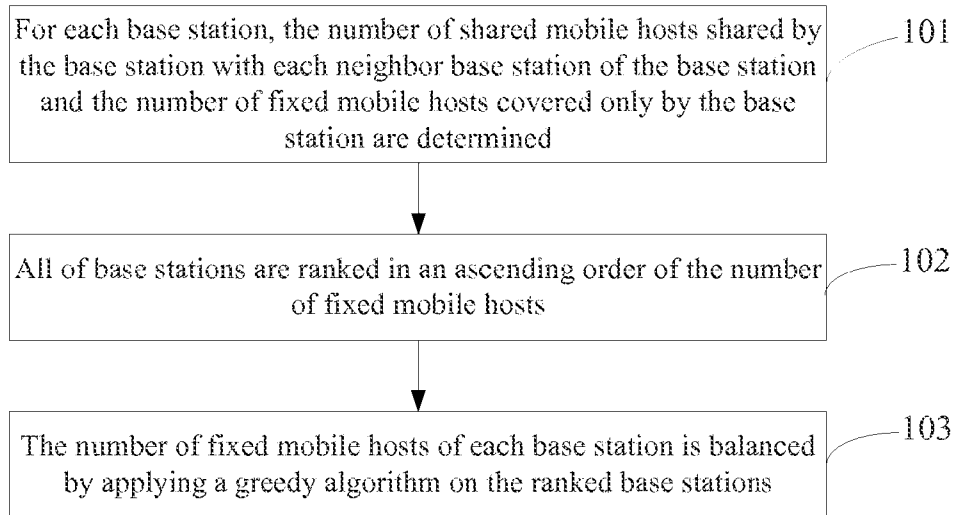 For each base station, the number of shared mobile hosts shared by
the base station with each neighbor base station of the base station
and the number of fixed mobile hosts covered only by the base
station are determined
101
All of base stations are ranked in an ascending order of the number
of fixed mobile hosts
102
The number of fixed mobile hosts of each base station is balanced
by applying a greedy algorithm on the ranked base stations
103